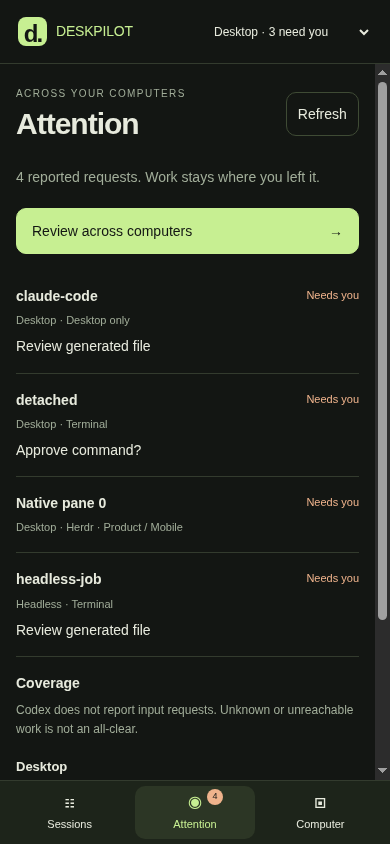 d.
DESKPILOT
Desktop · 3 need you
ACROSS YOUR COMPUTERS
Attention
Refresh
4 reported requests. Work stays where you left it.
Review across computers →
claude-code
Needs you
Desktop · Desktop only
Review generated file
detached
Needs you
Desktop · Terminal
Approve command?
Native pane 0
Needs you
Desktop · Herdr · Product / Mobile
headless-job
Needs you
Headless · Terminal
Review generated file
Coverage
Codex does not report input requests. Unknown or unreachable
work is not an all-clear.
Desktop
4
Sessions
Attention
Computer